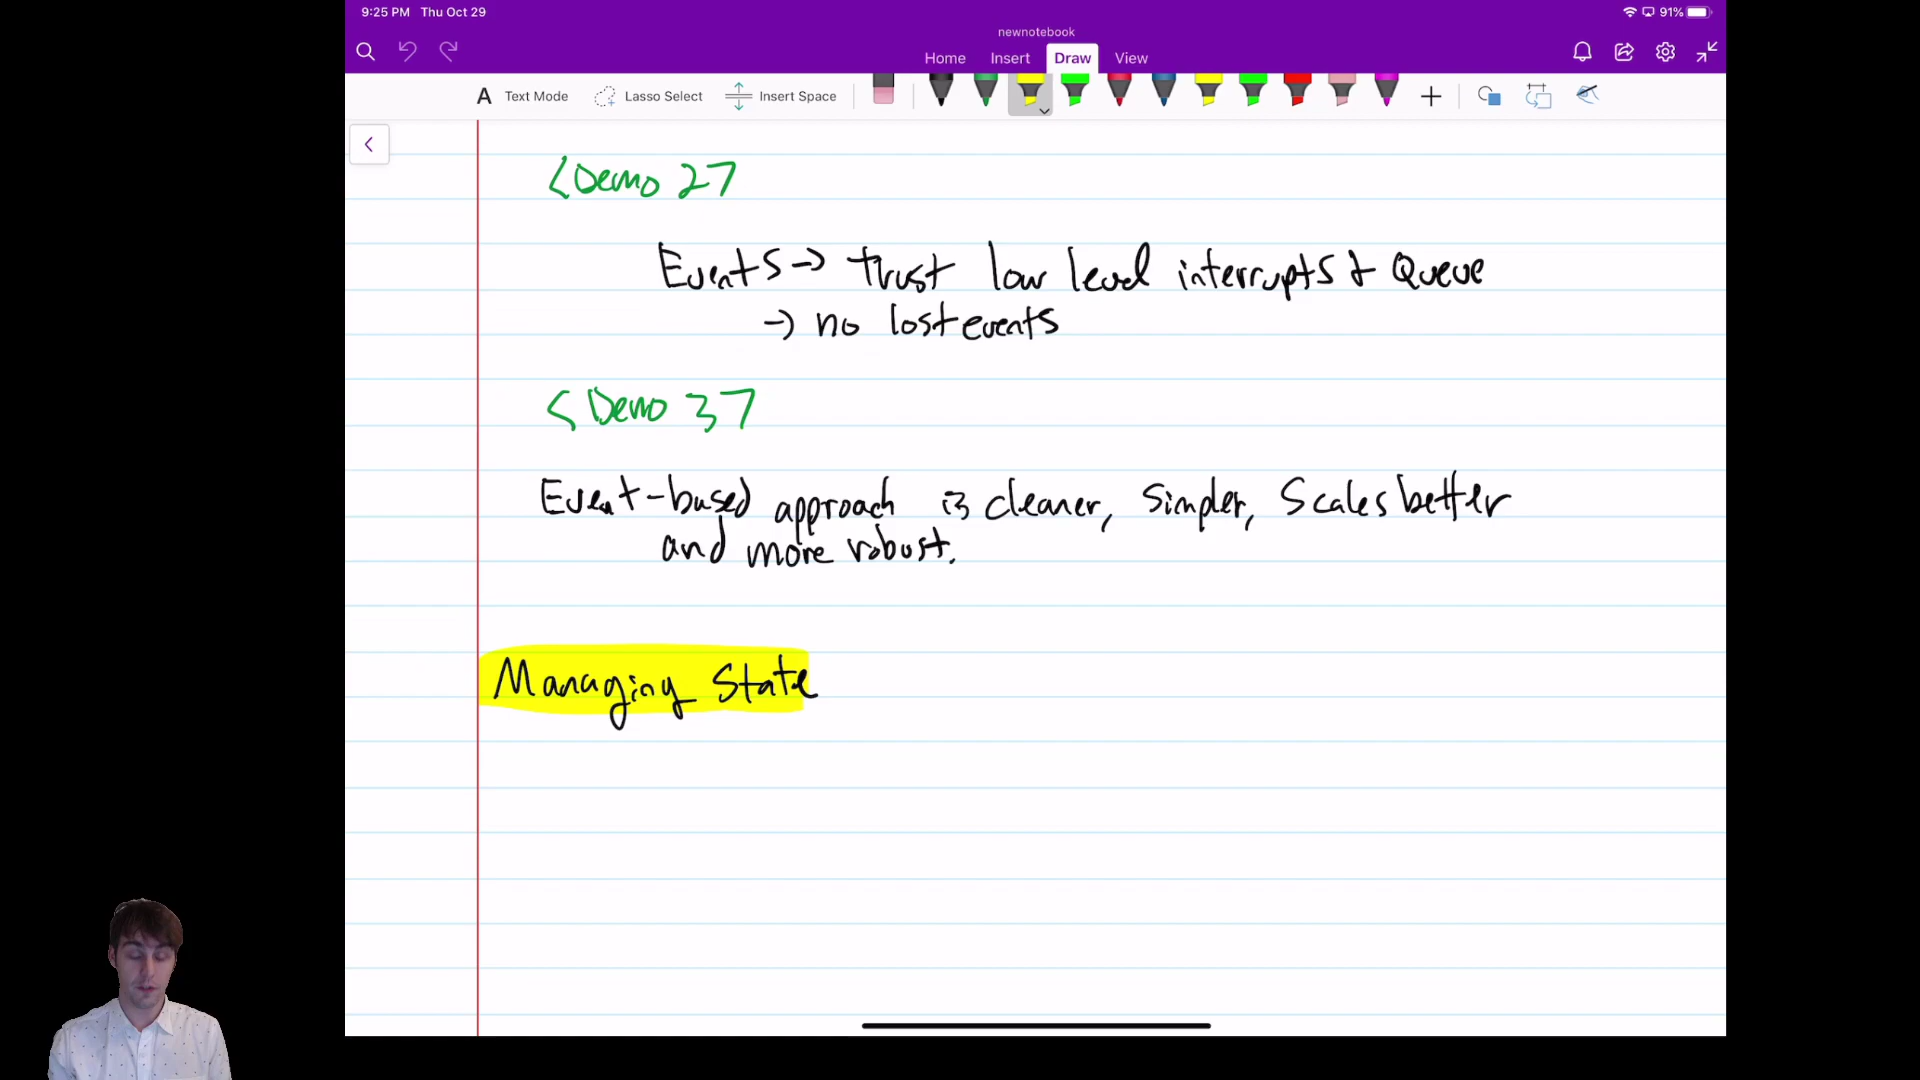 9:25 PM Thu Oct 29
91%
newnotebook
Home Insert Draw View
A Text Mode Lasso Select Insert Space
<Demo 2>
Events → trust low level interrupts & Queue
→ no lost events
<Demo 3>
Event-based approach is cleaner, simpler, scales better
and more robust.
Managing State